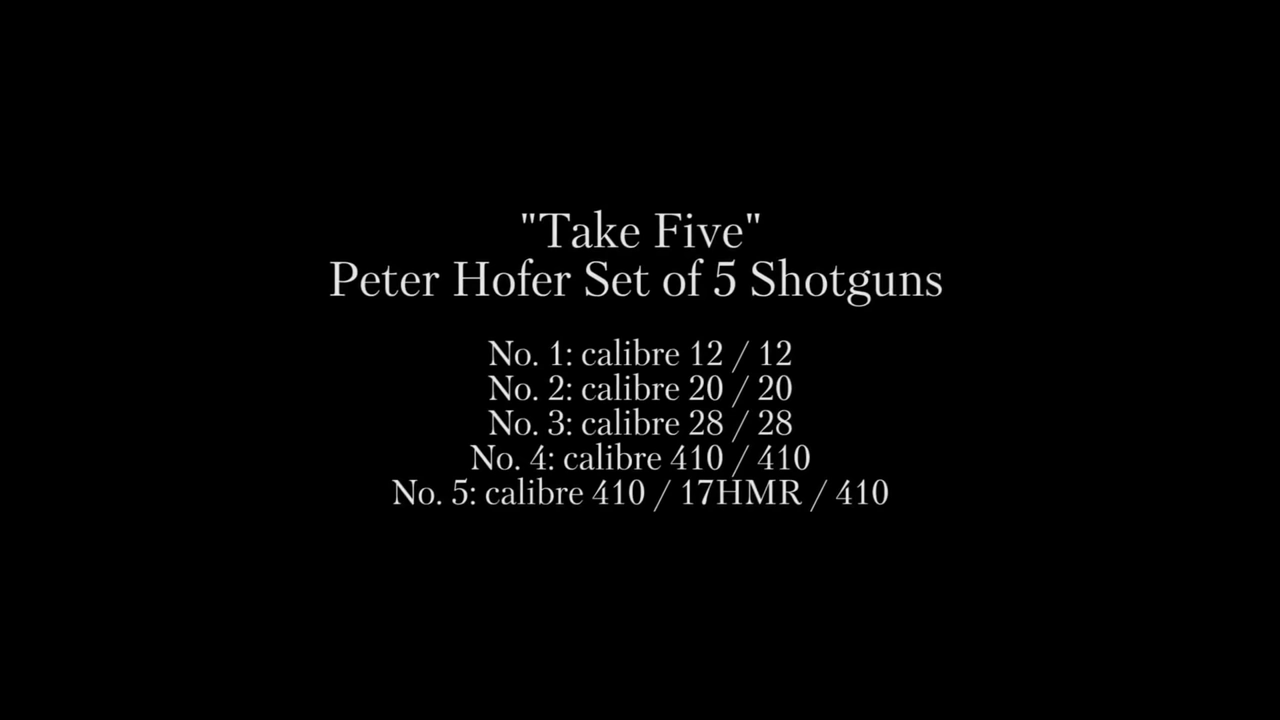 "Take Five"
Peter Hofer Set of 5 Shotguns
No. 1: calibre 12 / 12
No. 2: calibre 20 / 20
No. 3: calibre 28 / 28
No. 4: calibre 410 / 410
No. 5: calibre 410 / 17HMR / 410